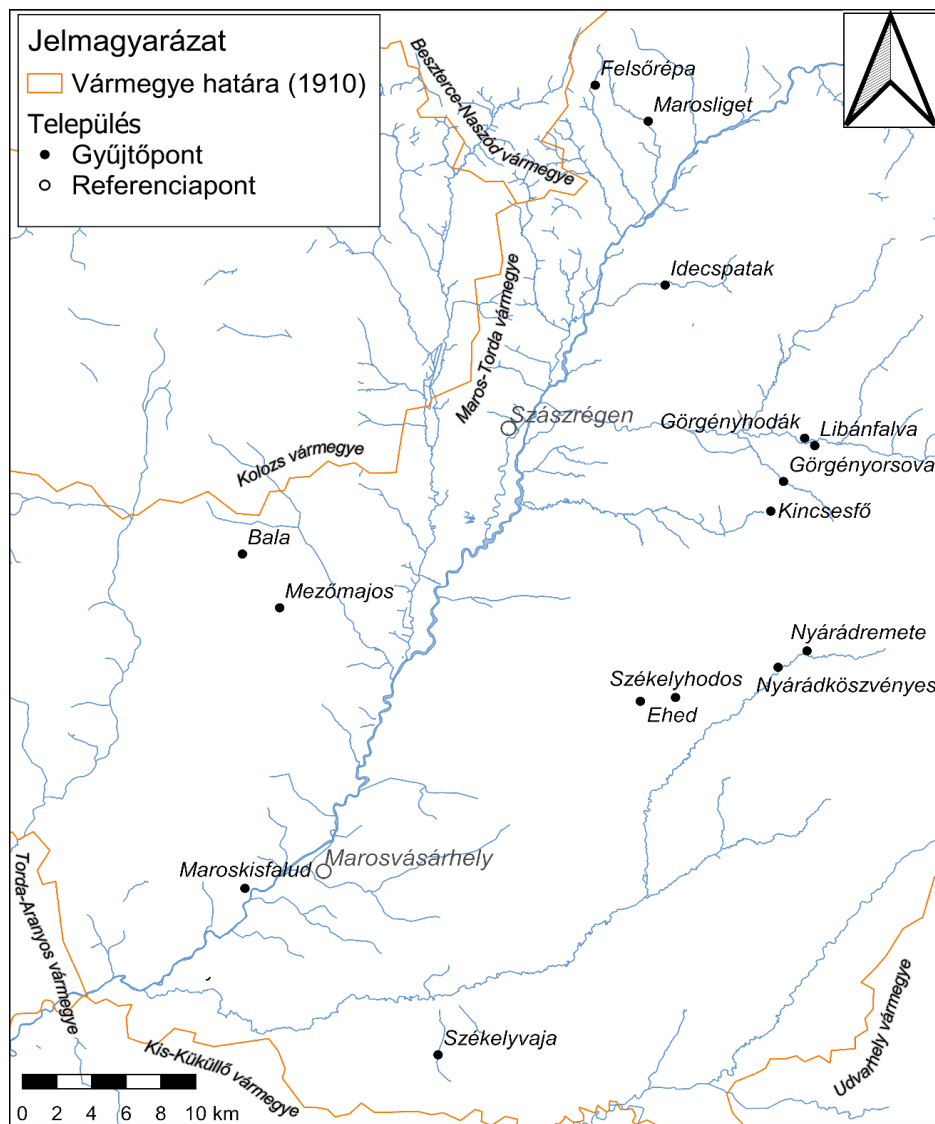 Jelmagyarázat
Vármegye határa (1910)
Település
Gyűjtőpont
Referenciapont
Beszterce-Naszód vármegye
Felsőrépa
Marosliget
Idecspatak
Maros-Torda vármegye
Szászrégen
Görgényhodák
Libánfalva
Görgényorsova
Kincsesfő
Kolozs vármegye
Bala
Mezőmajos
Nyárádremete
Nyárádköszvényes
Székelyhodos
Ehed
Marosvásárhely
Maroskisfalud
Torda-Aranyos vármegye
Székelyvaja
Kis-Küküllő vármegye
Udvarhely vármegye
0 2 4 6 8 10 km